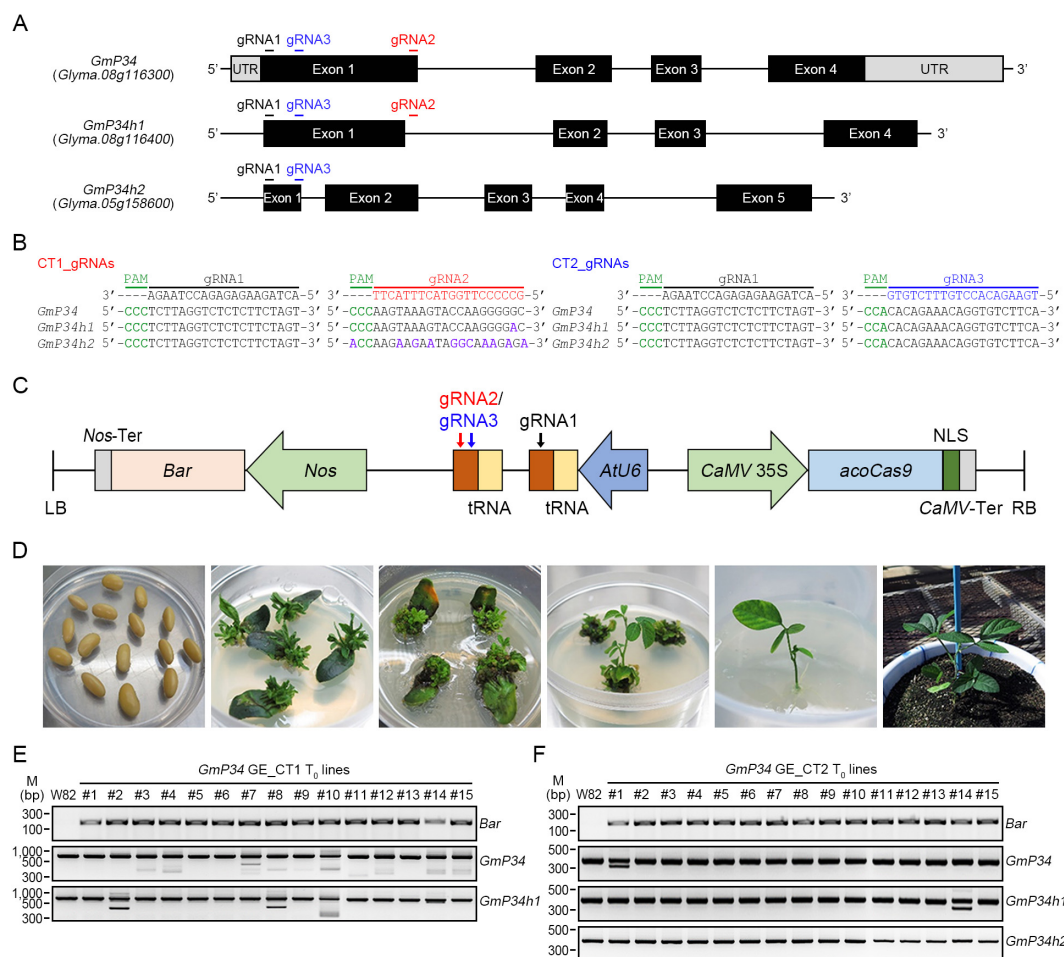 A
gRNA1 gRNA3 gRNA2
GmP34
(Glyma.08g116300)
5’ UTR Exon 1 Exon 2 Exon 3 Exon 4 UTR 3’
gRNA1 gRNA3 gRNA2
GmP34h1
(Glyma.08g116400)
5’ Exon 1 Exon 2 Exon 3 Exon 4 3’
gRNA1 gRNA3
GmP34h2
(Glyma.05g158600)
5’ Exon 1 Exon 2 Exon 3 Exon 4 Exon 5 3’
B
CT1_gRNAs CT2_gRNAs
PAM gRNA1 PAM gRNA2 PAM gRNA1 PAM gRNA3
3’----AGAATCCAGAGAGAAGATCA-5’ 3’----TTCATTTCATGGTTCCCCCG-5’ 3’----AGAATCCAGAGAGAAGATCA-5’ 3’----GTGTCTTTGTCCACAGAAGT-5’
GmP34 5’-CCCTCTTAGGTCTCTCTTCTAGT-3’ 5’-CCCAAGTAAAGTACCAAGGGGGC-3’ GmP34 5’-CCCTCTTAGGTCTCTCTTCTAGT-3’ 5’-CCACACAGAAACAGGTGTCTTCA-3’
GmP34h1 5’-CCCTCTTAGGTCTCTCTTCTAGT-3’ 5’-CCCAAGTAAAGTACCAAGGGGAC-3’ GmP34h1 5’-CCCTCTTAGGTCTCTCTTCTAGT-3’ 5’-CCACACAGAAACAGGTGTCTTCA-3’
GmP34h2 5’-CCCTCTTAGGTCTCTCTTCTAGT-3’ 5’-ACCAAGAAGAATAGGCAAAGAGA-3’ GmP34h2 5’-CCCTCTTAGGTCTCTCTTCTAGT-3’ 5’-CCACACAGAAACAGGTGTCTTCA-3’
C
gRNA2/
gRNA3 gRNA1
Nos-Ter NLS
Bar Nos AtU6 CaMV 35S acoCas9
tRNA tRNA
LB CaMV-Ter RB
D
E
GmP34 GE_CT1 T0 lines
M
(bp) W82 #1 #2 #3 #4 #5 #6 #7 #8 #9 #10 #11 #12 #13 #14 #15
300
100
Bar
1,000
500
300
GmP34
1,000
500
300
GmP34h1
F
GmP34 GE_CT2 T0 lines
M
(bp) W82 #1 #2 #3 #4 #5 #6 #7 #8 #9 #10 #11 #12 #13 #14 #15
300
100
Bar
500
300
GmP34
500
300
GmP34h1
500
300
GmP34h2